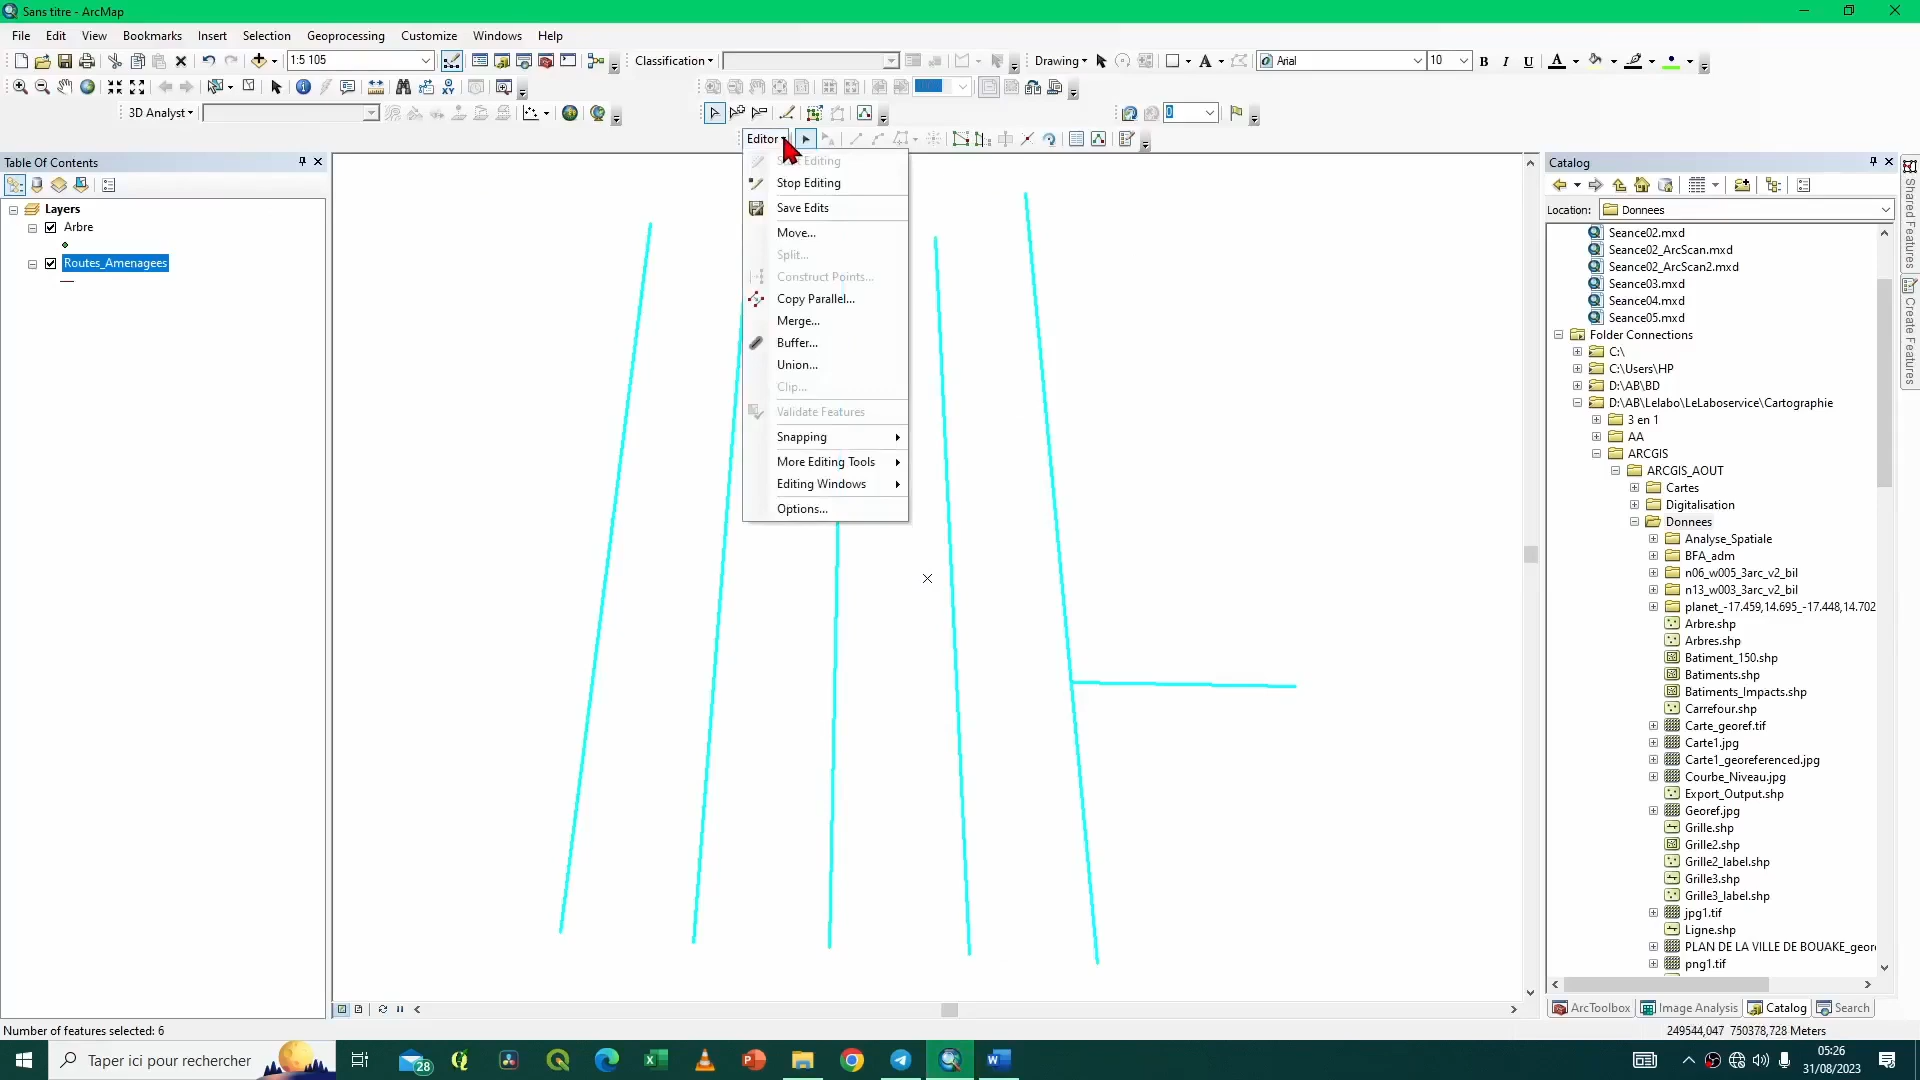 Sans titre - ArcMap
File Edit View Bookmarks Insert Selection Geoprocessing Customize Windows Help
1:5 105 Classification Drawing Arial 10 B I U A
3D Analyst 0
Editor
Table Of Contents
Layers
Arbre
Routes_Amenagees
Editing
Stop Editing
Save Edits
Move...
Split...
Construct Points...
Copy Parallel...
Merge...
Buffer...
Union...
Clip...
Validate Features
Snapping
More Editing Tools
Editing Windows
Options...
Catalog
Location: Donnees
Seance02.mxd
Seance02_ArcScan.mxd
Seance02_ArcScan2.mxd
Seance03.mxd
Seance04.mxd
Seance05.mxd
Folder Connections
C:\
C:\Users\HP
D:\AB\BD
D:\AB\Lelabo\LeLaboservice\Cartographie
3 en 1
AA
ARCGIS
ARCGIS_AOUT
Cartes
Digitalisation
Donnees
Analyse_Spatiale
BFA_adm
n06_w005_3arc_v2_bil
n13_w003_3arc_v2_bil
planet_-17.459,14.695_-17.448,14.702
Arbre.shp
Arbres.shp
Batiment_150.shp
Batiments.shp
Batiments_Impacts.shp
Carrefour.shp
Carte_georef.tif
Carte1.jpg
Carte1_georeferenced.jpg
Courbe_Niveau.jpg
Export_Output.shp
Georef.jpg
Grille.shp
Grille2.shp
Grille2_label.shp
Grille3.shp
Grille3_label.shp
jpg1.tif
Ligne.shp
PLAN DE LA VILLE DE BOUAKE_geor
png1.tif
ArcToolbox Image Analysis Catalog Search
Shared Features
Create Features
Number of features selected: 6
249544,047 750378,728 Meters
Taper ici pour rechercher
28
05:26
31/08/2023